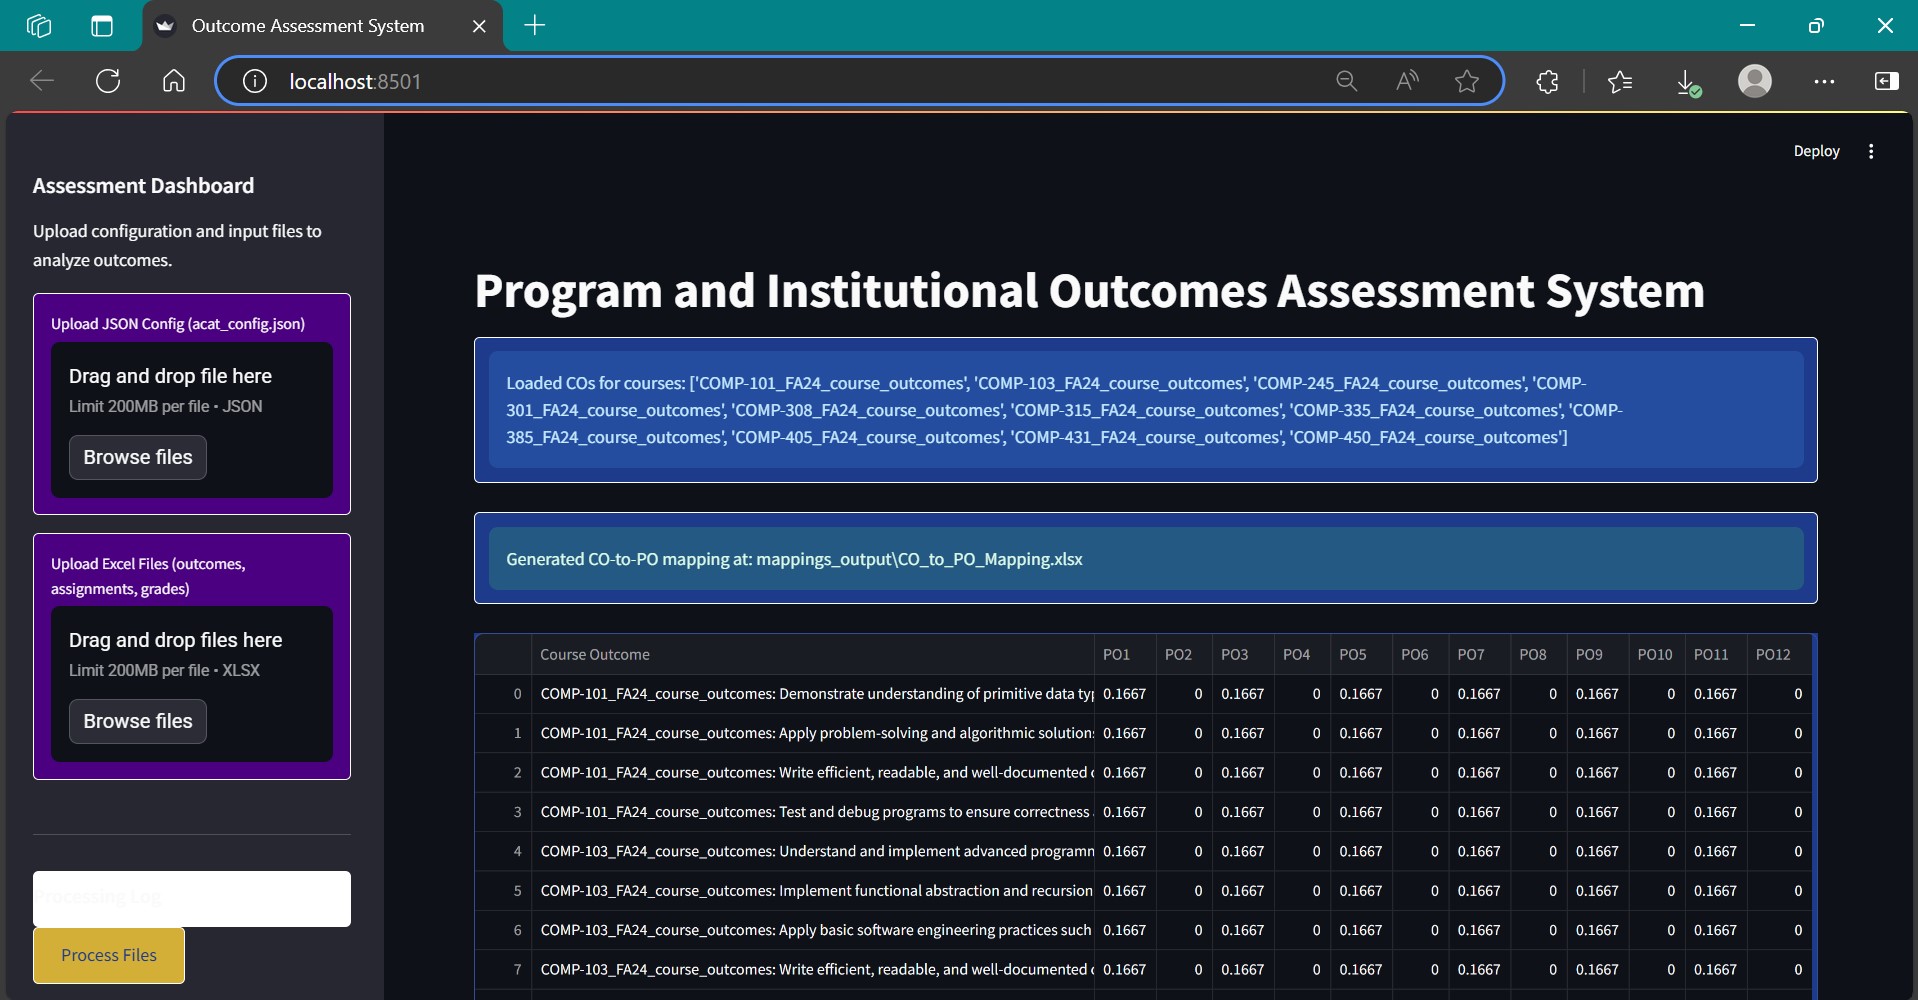 Outcome Assessment System
localhost:8501
Deploy
Assessment Dashboard
Upload configuration and input files to
analyze outcomes.
Upload JSON Config (acat_config.json)
Drag and drop file here
Limit 200MB per file • JSON
Browse files
Upload Excel Files (outcomes,
assignments, grades)
Drag and drop files here
Limit 200MB per file • XLSX
Browse files
Processing Log
Process Files
Program and Institutional Outcomes Assessment System
Loaded COs for courses: ['COMP-101_FA24_course_outcomes', 'COMP-103_FA24_course_outcomes', 'COMP-245_FA24_course_outcomes', 'COMP-
301_FA24_course_outcomes', 'COMP-308_FA24_course_outcomes', 'COMP-315_FA24_course_outcomes', 'COMP-335_FA24_course_outcomes', 'COMP-
385_FA24_course_outcomes', 'COMP-405_FA24_course_outcomes', 'COMP-431_FA24_course_outcomes', 'COMP-450_FA24_course_outcomes']
Generated CO-to-PO mapping at: mappings_output\CO_to_PO_Mapping.xlsx
Course Outcome PO1 PO2 PO3 PO4 PO5 PO6 PO7 PO8 PO9 PO10 PO11 PO12
0 COMP-101_FA24_course_outcomes: Demonstrate understanding of primitive data ty 0.1667 0 0.1667 0 0.1667 0 0.1667 0 0.1667 0 0.1667 0
1 COMP-101_FA24_course_outcomes: Apply problem-solving and algorithmic solution 0.1667 0 0.1667 0 0.1667 0 0.1667 0 0.1667 0 0.1667 0
2 COMP-101_FA24_course_outcomes: Write efficient, readable, and well-documented 0.1667 0 0.1667 0 0.1667 0 0.1667 0 0.1667 0 0.1667 0
3 COMP-101_FA24_course_outcomes: Test and debug programs to ensure correctness 0.1667 0 0.1667 0 0.1667 0 0.1667 0 0.1667 0 0.1667 0
4 COMP-103_FA24_course_outcomes: Understand and implement advanced program 0.1667 0 0.1667 0 0.1667 0 0.1667 0 0.1667 0 0.1667 0
5 COMP-103_FA24_course_outcomes: Implement functional abstraction and recursion 0.1667 0 0.1667 0 0.1667 0 0.1667 0 0.1667 0 0.1667 0
6 COMP-103_FA24_course_outcomes: Apply basic software engineering practices such 0.1667 0 0.1667 0 0.1667 0 0.1667 0 0.1667 0 0.1667 0
7 COMP-103_FA24_course_outcomes: Write efficient, readable, and well-documented 0.1667 0 0.1667 0 0.1667 0 0.1667 0 0.1667 0 0.1667 0